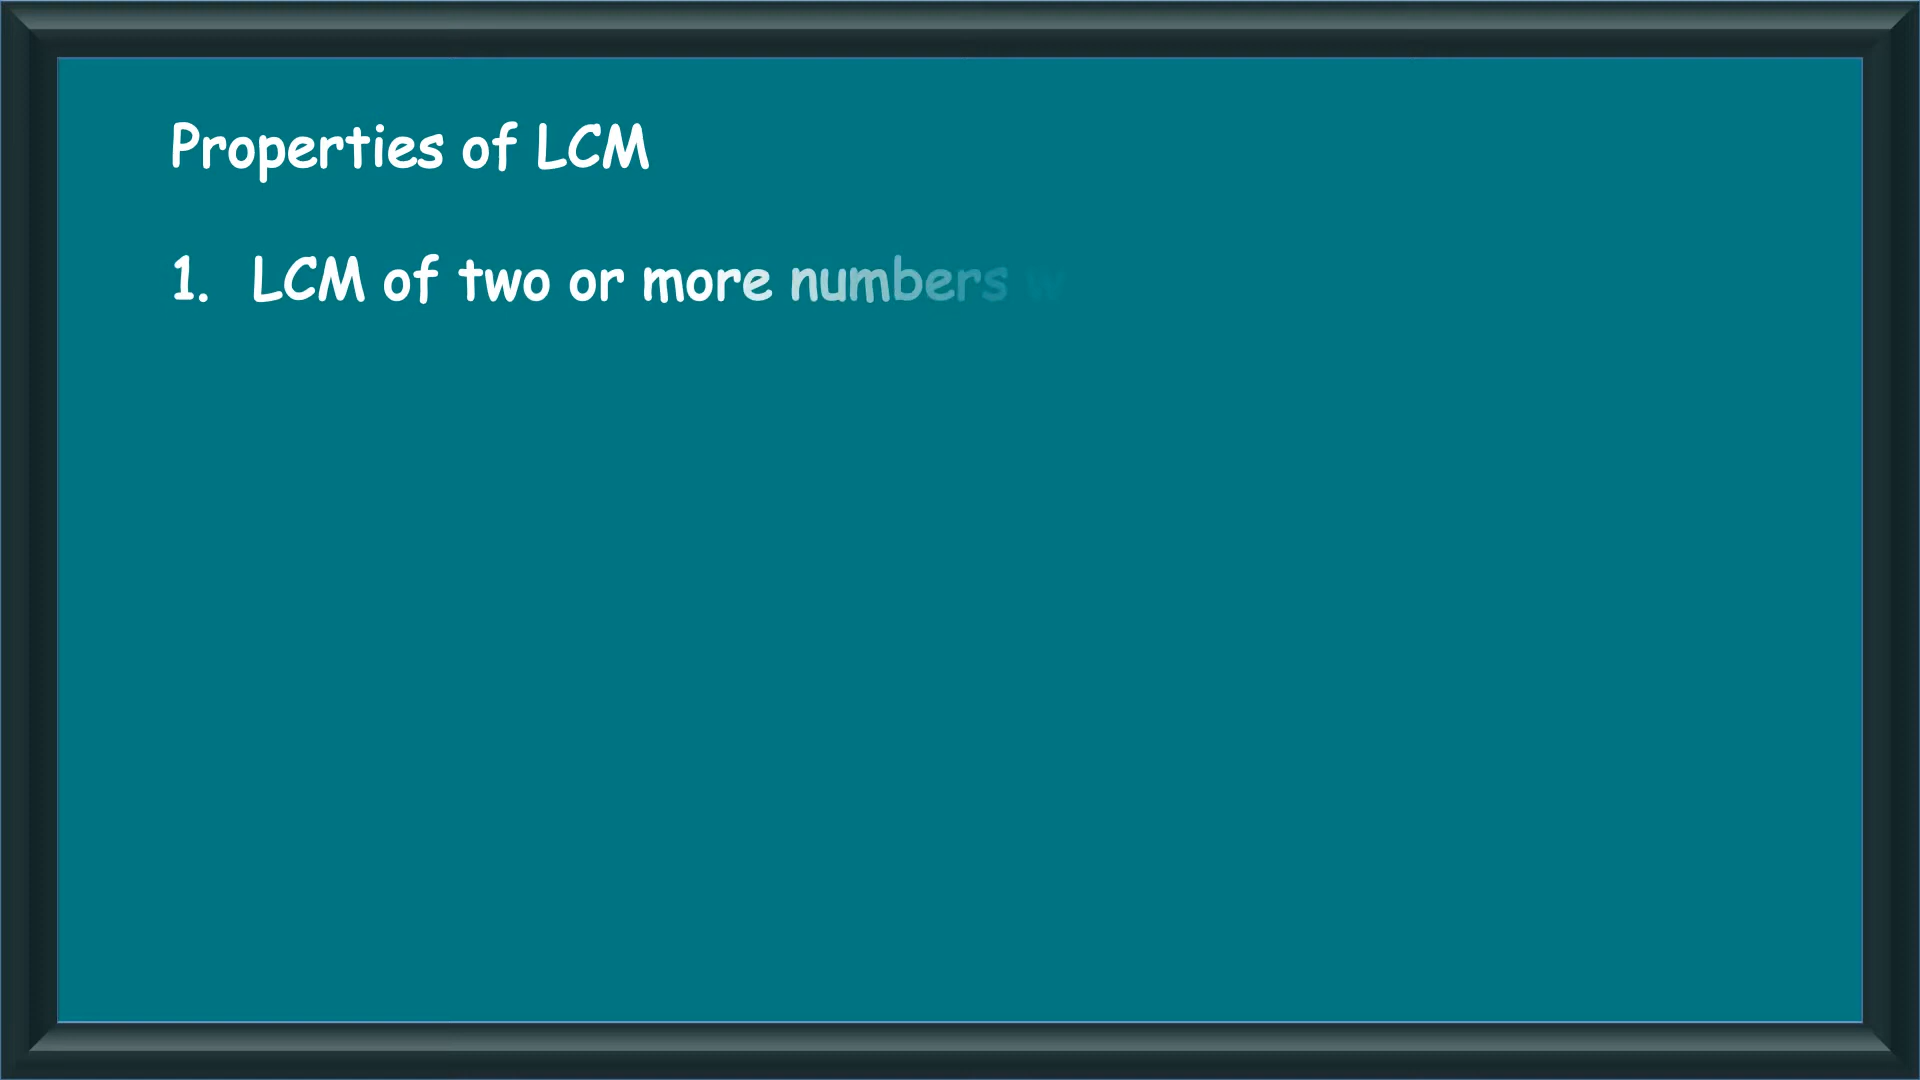 Properties of LCM
1. LCM of two or more numbers